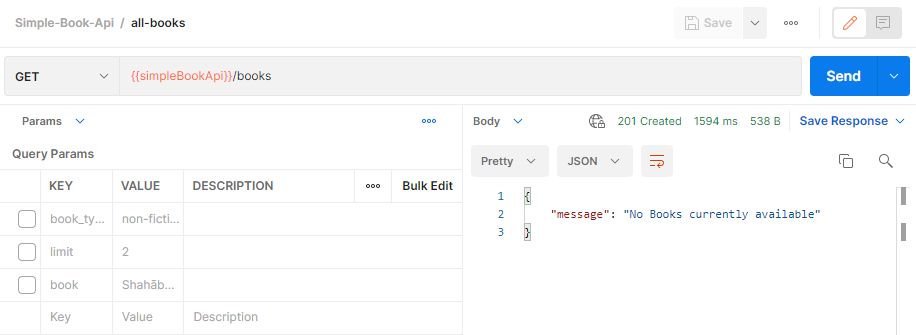 Simple-Book-Api / all-books
Save
GET
{{simpleBookApi}}/books
Send
Params
Body
201 Created 1594 ms 538 B
Save Response
Query Params
Pretty
JSON
KEY VALUE DESCRIPTION
Bulk Edit
book_ty... non-ficti...
limit 2
book Shahāb...
Key Value Description
1 {
2 "message": "No Books currently available"
3 }